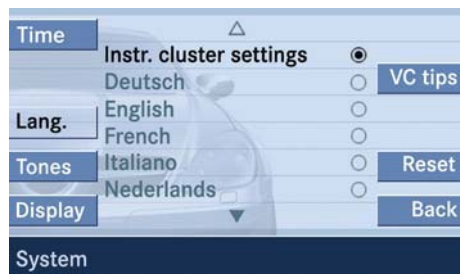 Time
Instr. cluster settings
Deutsch
VC tips
English
Lang.
French
Tones
Italiano
Reset
Nederlands
Display
Back
System